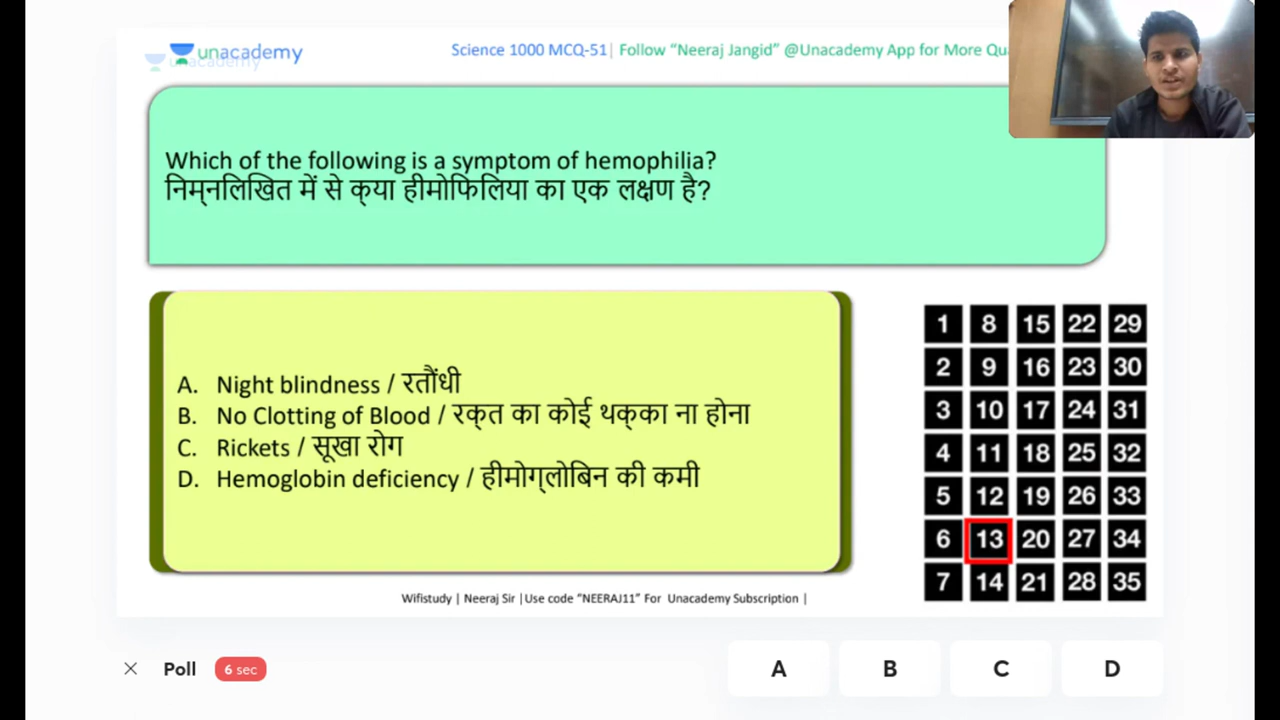 unacademy
Science 1000 MCQ-51| Follow “Neeraj Jangid” @Unacademy App for More
Which of the following is a symptom of hemophilia?
निम्नलिखित में से क्या हीमोफिलिया का एक लक्षण है?
A. Night blindness / रतौंधी
B. No Clotting of Blood / रक्त का कोई थक्का ना होना
C. Rickets / सूखा रोग
D. Hemoglobin deficiency / हीमोग्लोबिन की कमी
1 8 15 22 29
2 9 16 23 30
3 10 17 24 31
4 11 18 25 32
5 12 19 26 33
6 13 20 27 34
7 14 21 28 35
Wifistudy | Neeraj Sir |Use code “NEERAJ11” For Unacademy Subscription |
Poll 6 sec A B C D